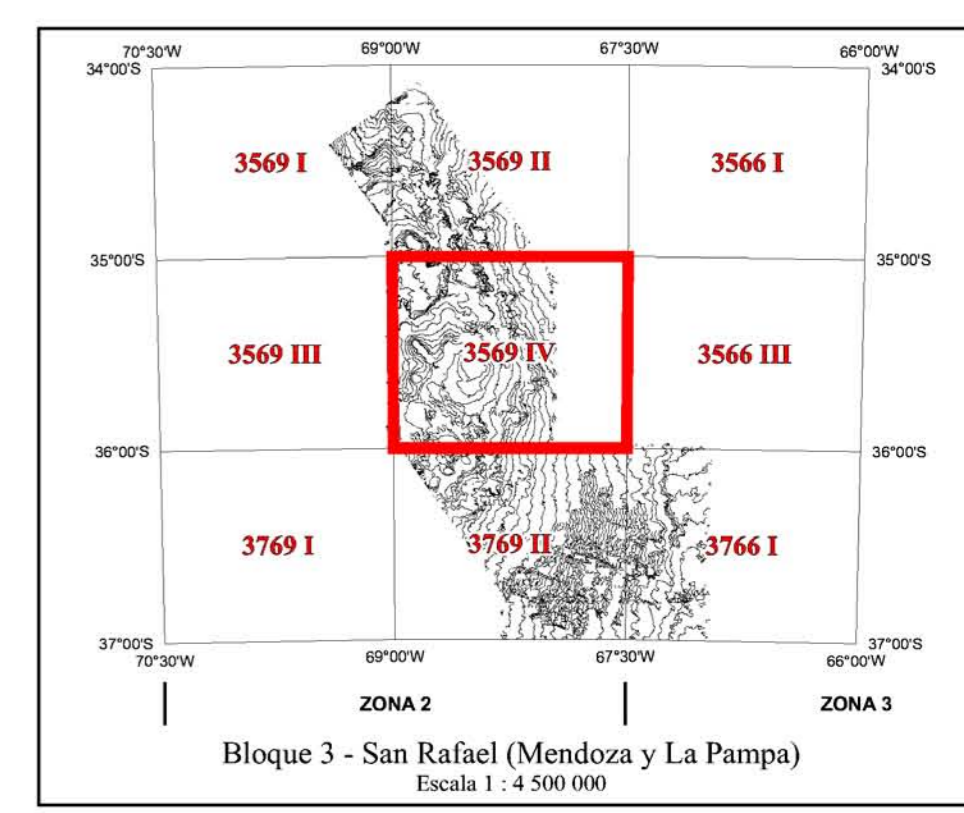 70°30'W 69°00'W 67°30'W 66°00'W
34°00'S 34°00'S
3569 I 3569 II 3566 I
35°00'S 35°00'S
3569 III 3569 IV 3566 III
36°00'S 36°00'S
3769 I 3769 II 3766 I
37°00'S 37°00'S
70°30'W 69°00'W 67°30'W 66°00'W
ZONA 2 ZONA 3
Bloque 3 - San Rafael (Mendoza y La Pampa)
Escala 1 : 4 500 000